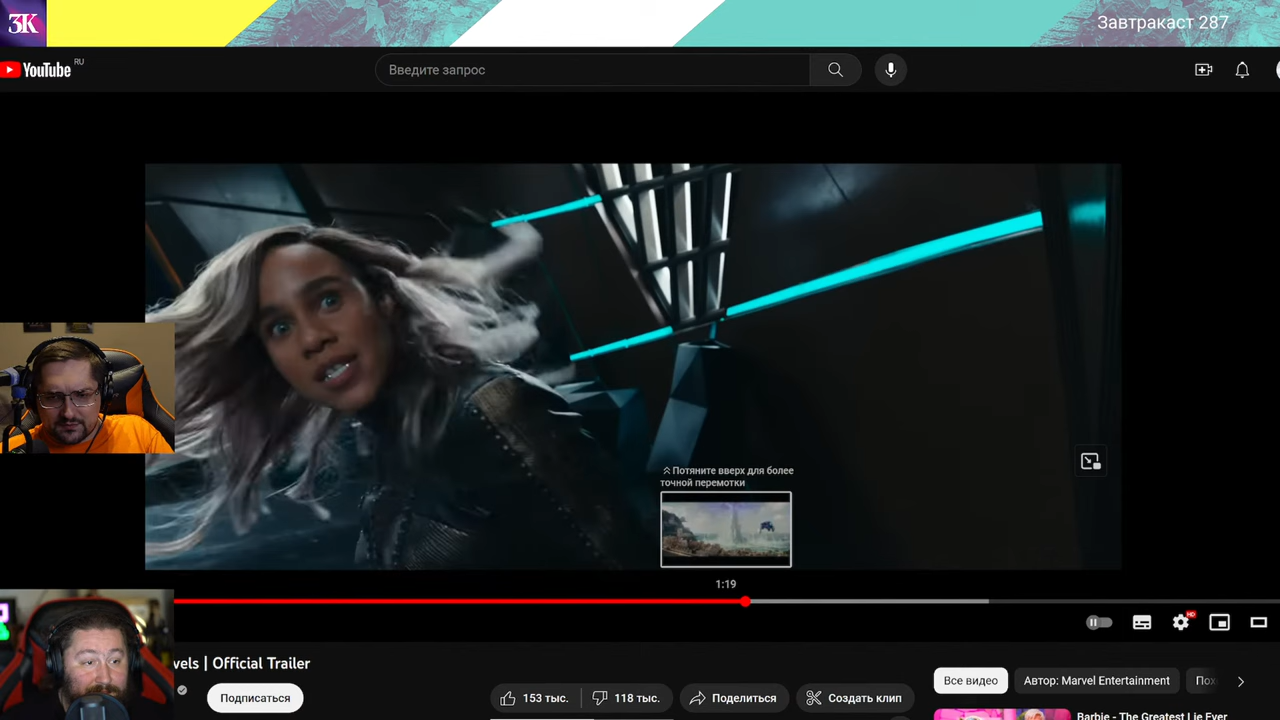 ЗК
Завтракаст 287
YouTube RU
Введите запрос
Потяните вверх для более
точной перемотки
1:19
HD
vels | Official Trailer
Подписаться
153 тыс.
118 тыс.
Поделиться
Создать клип
Все видео
Автор: Marvel Entertainment
Пох
Barbie - The Greatest Lie Ever